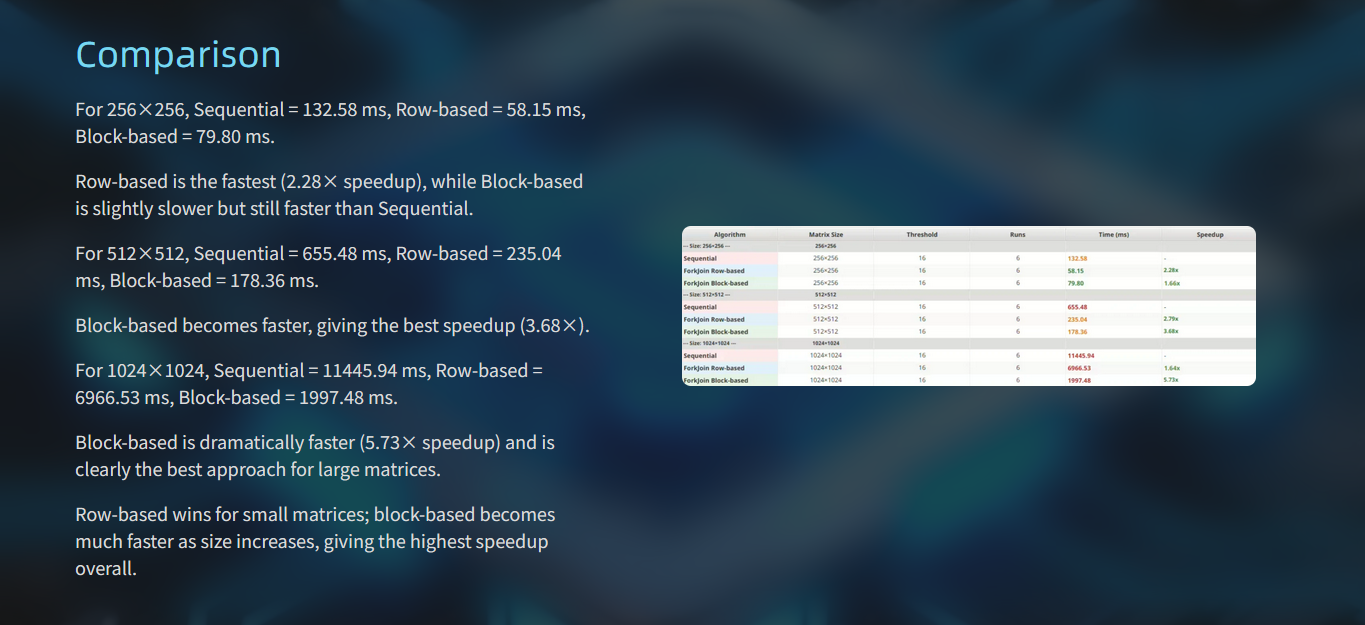 Comparison
For 256×256, Sequential = 132.58 ms, Row-based = 58.15 ms,
Block-based = 79.80 ms.
Row-based is the fastest (2.28× speedup), while Block-based
is slightly slower but still faster than Sequential.
For 512×512, Sequential = 655.48 ms, Row-based = 235.04
ms, Block-based = 178.36 ms.
Block-based becomes faster, giving the best speedup (3.68×).
For 1024×1024, Sequential = 11445.94 ms, Row-based =
6966.53 ms, Block-based = 1997.48 ms.
Block-based is dramatically faster (5.73× speedup) and is
clearly the best approach for large matrices.
Row-based wins for small matrices; block-based becomes
much faster as size increases, giving the highest speedup
overall.
Algorithm Matrix Size Threshold Runs Time (ms) Speedup
-- Size: 256×256 -- 256×256
Sequential 256×256 16 6 132.58 -
ForkJoin Row-based 256×256 16 6 58.15 2.28x
ForkJoin Block-based 256×256 16 6 79.80 1.66x
-- Size: 512×512 -- 512×512
Sequential 512×512 16 6 655.48 -
ForkJoin Row-based 512×512 16 6 235.04 2.79x
ForkJoin Block-based 512×512 16 6 178.36 3.68x
-- Size: 1024×1024 -- 1024×1024
Sequential 1024×1024 16 6 11445.94 -
ForkJoin Row-based 1024×1024 16 6 6966.53 1.64x
ForkJoin Block-based 1024×1024 16 6 1997.48 5.73x